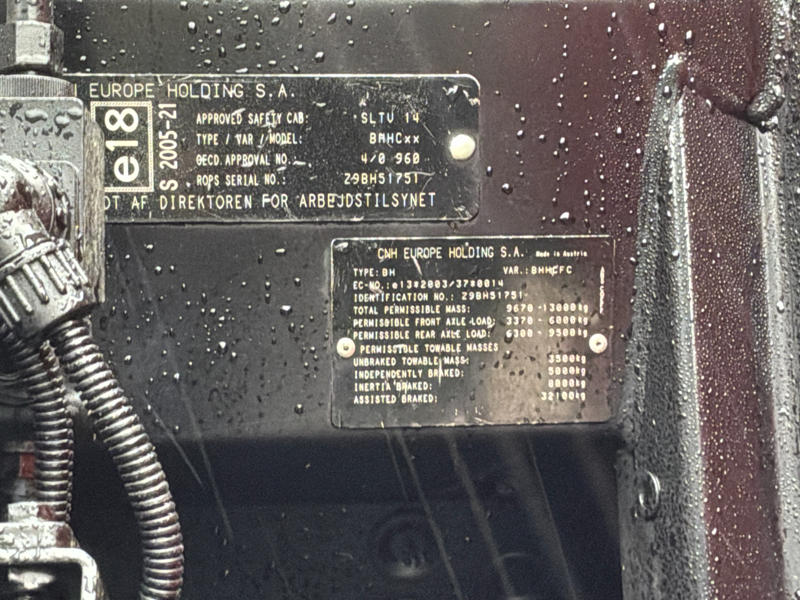 EUROPE HOLDING S.A.
e18
S 2005-21
APPROVED SAFETY CAB: SLTV 14
TYPE / VAR / MODEL: BHHCxx
OECD.APPROVAL NO.: 4/0 960
ROPS SERIAL NO.: Z9BH51751
DT AF DIREKTOREN FOR ARBEJDSTILSYNET
CNH EUROPE HOLDING S.A. Made in Austria
TYPE: BH VAR.: BHHCFC
EC-NO.: e13*2003/37*0014
IDENTIFICATION NO.: Z9BH51751
TOTAL PERMISSIBLE MASS: 9670 - 13000kg
PERMISSIBLE FRONT AXLE LOAD: 3370 - 6000kg
PERMISSIBLE REAR AXLE LOAD: 6300 - 9500kg
PERMISSIBLE TOWABLE MASSES
UNBRAKED TOWABLE MASS: 3500kg
INDEPENDENTLY BRAKED: 5000kg
INERTIA BRAKED: 8000kg
ASSISTED BRAKED: 32100kg